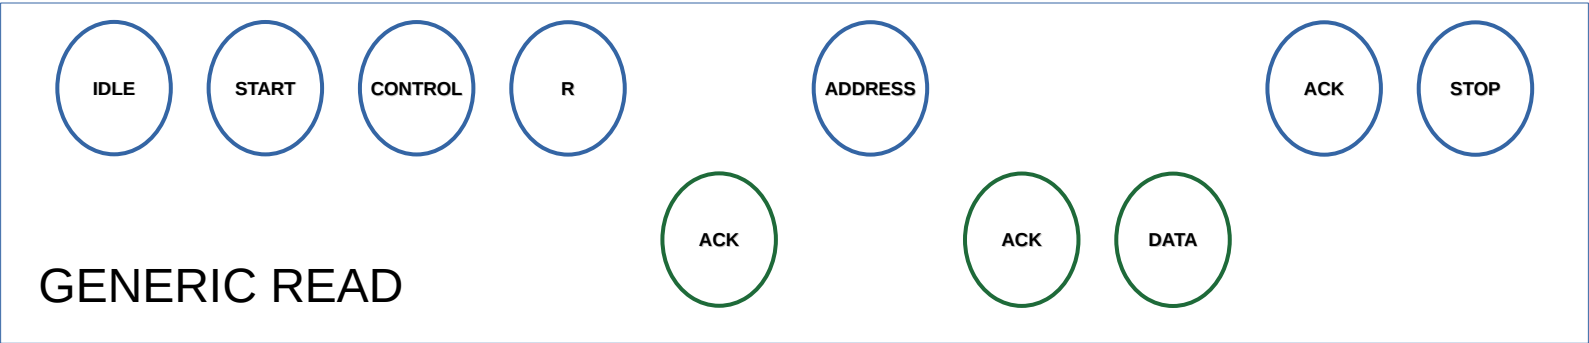 IDLE START CONTROL R ADDRESS ACK STOP
ACK ACK DATA
GENERIC READ